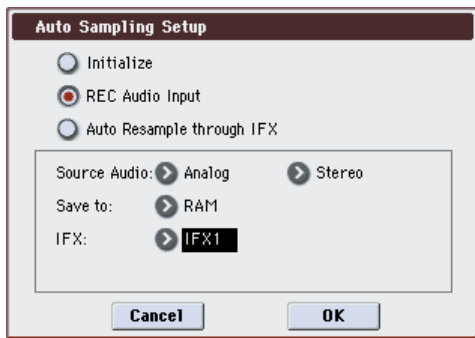 Auto Sampling Setup
Initialize
REC Audio Input
Auto Resample through IFX
Source Audio: Analog Stereo
Save to: RAM
IFX: IFX1
Cancel OK